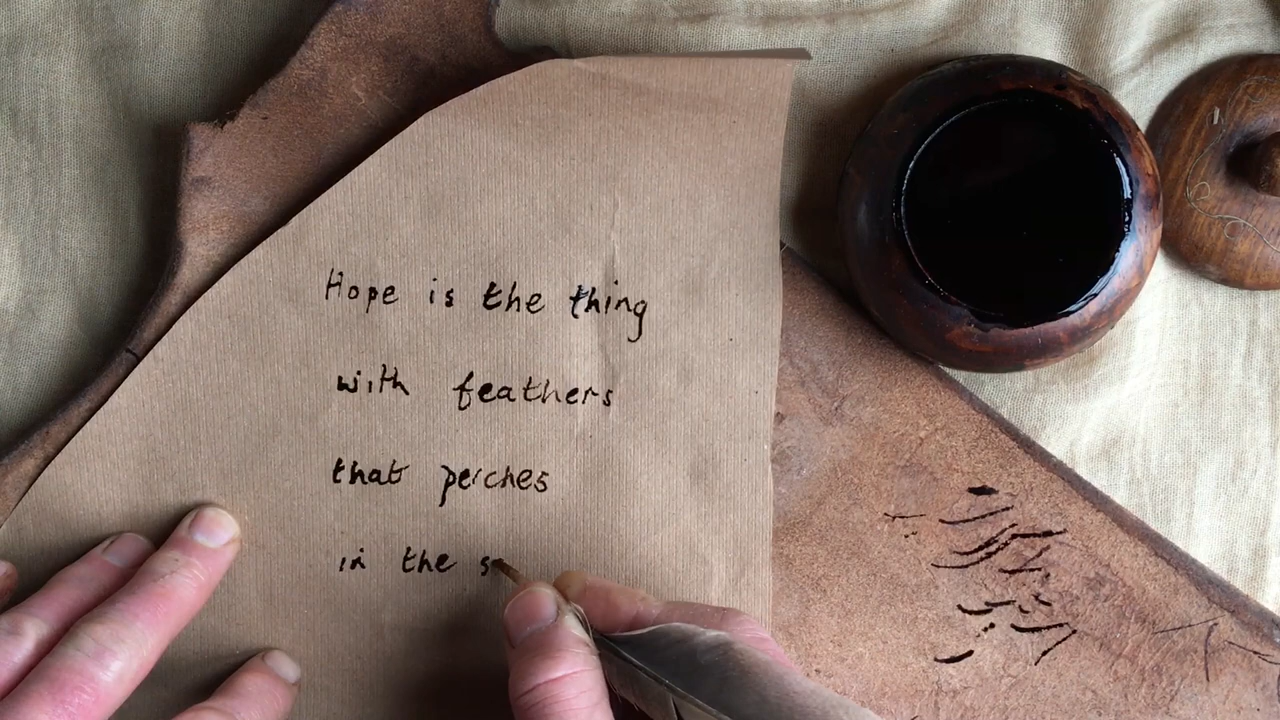 Hope is the thing
with feathers
that perches
in the s